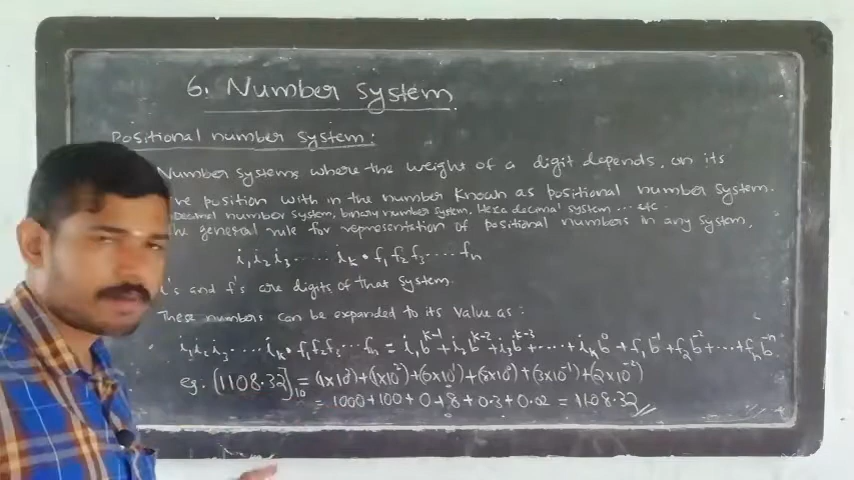 6. Number system
Positional number system:
Number systems where the weight of a digit depends on its
position with in the number known as positional number system.
Decimal number system, binary number system, Hexa decimal system ... etc.
general rule for representation of positional numbers in any system,
i₁i₂i₃ ..... iₖ • f₁f₂f₃ .... fₙ
i's and f's are digits of that system.
These numbers can be expanded to its value as:
i₁i₂i₃ .... iₖ • f₁f₂f₃ ... fₙ = i₁bᵏ⁻¹ + i₂bᵏ⁻² + i₃bᵏ⁻³ + .... + iₖb⁰ + f₁b⁻¹ + f₂b⁻² + ... + fₙb⁻ⁿ
eg. (1108.32)₁₀ = (1×10³) + (1×10²) + (0×10¹) + (8×10⁰) + (3×10⁻¹) + (2×10⁻²)
= 1000 + 100 + 0 + 8 + 0.3 + 0.02 = 1108.32